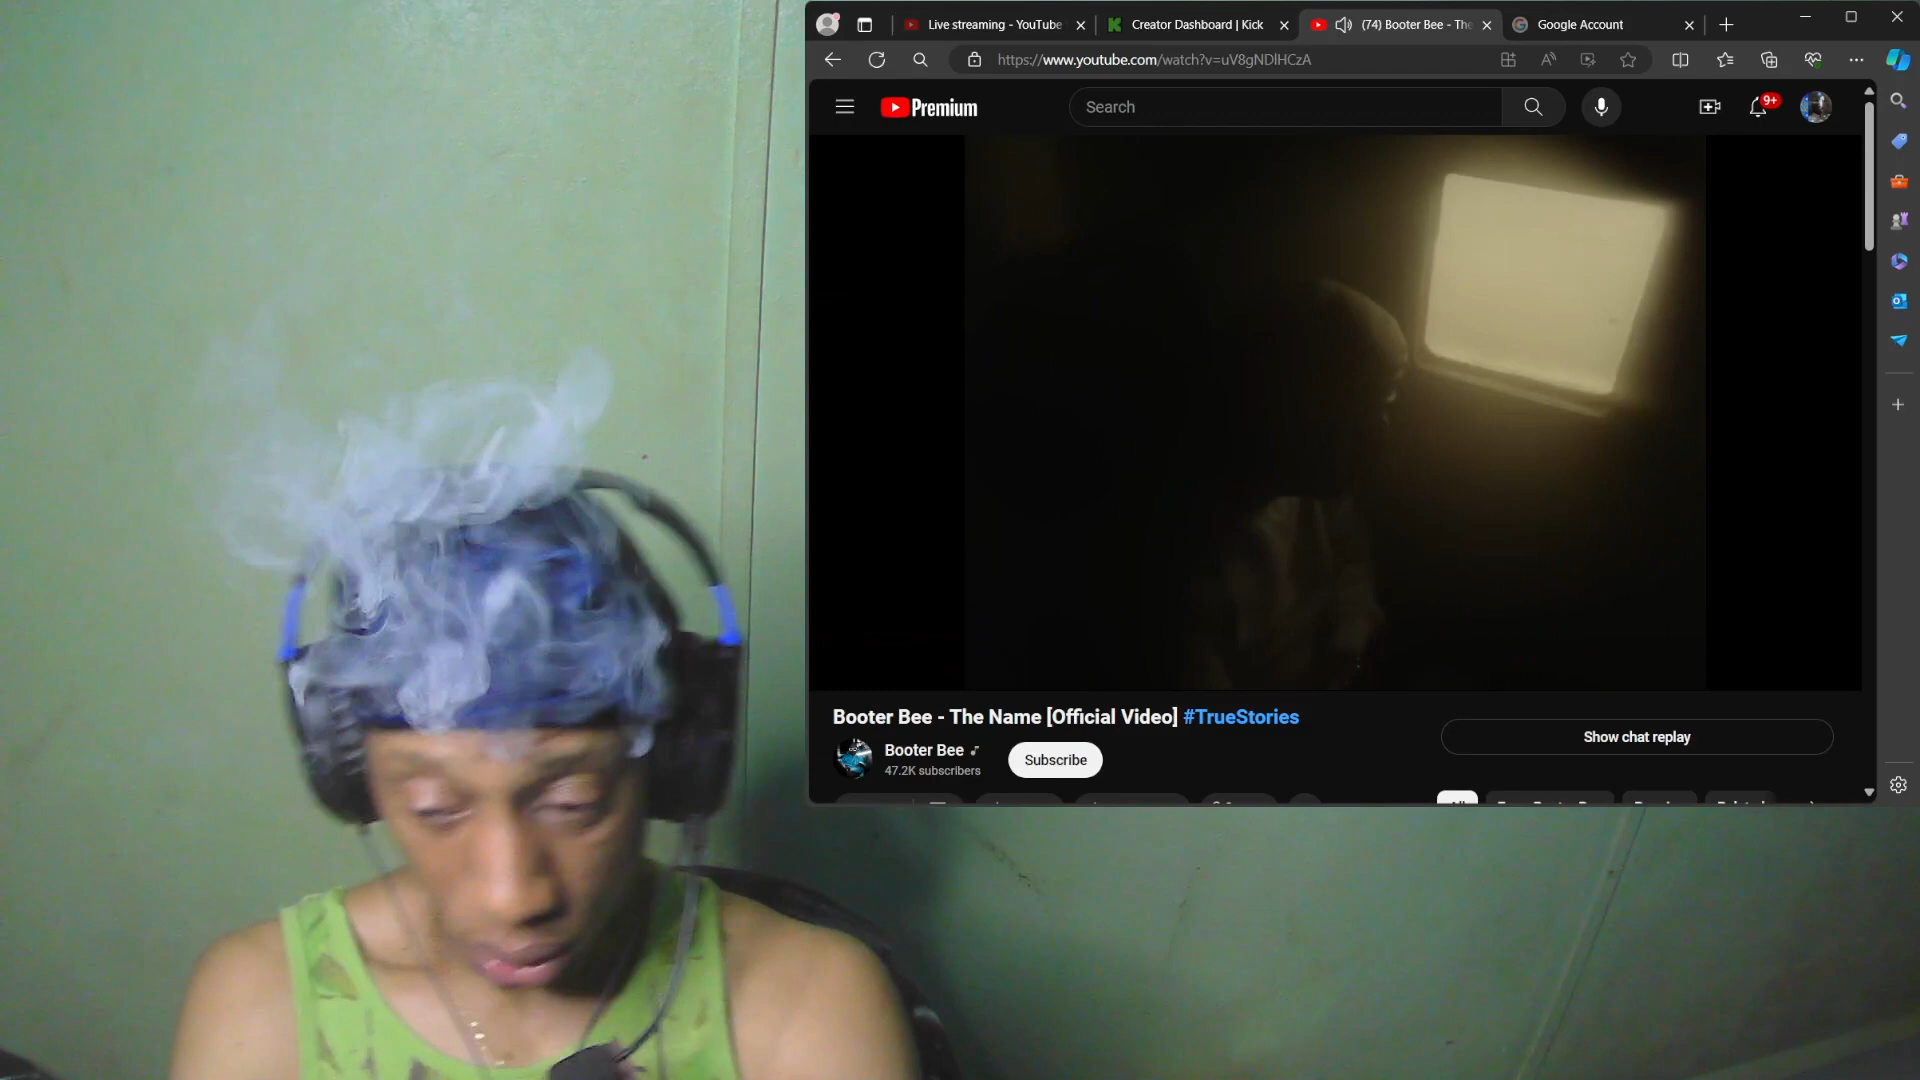 Live streaming - YouTube
Creator Dashboard | Kick
(74) Booter Bee - The
Google Account
https://www.youtube.com/watch?v=uV8gNDlHCzA
Premium
Search
9+
Booter Bee - The Name [Official Video] #TrueStories
Show chat replay
Booter Bee
47.2K subscribers
Subscribe